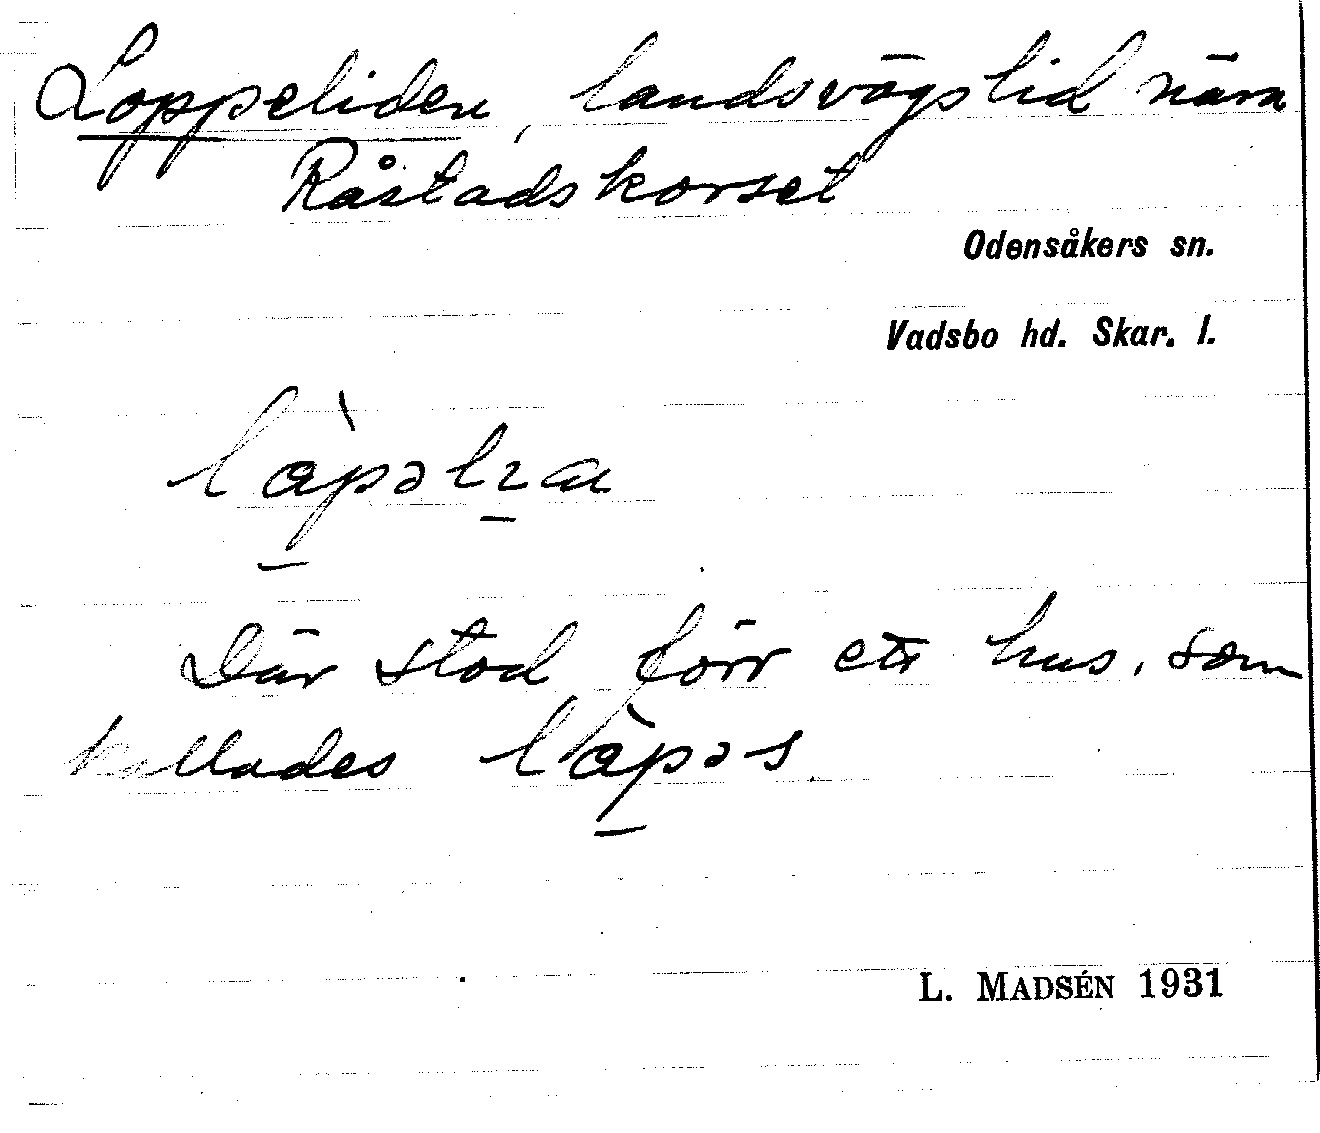 Loppeliden, landsvägslid nära
Råstadskorset
Odensåkers sn.
Vadsbo hd. Skar. l.
Där stod förr ett hus, som
kallades làpəs
L. MADSÉN 1931